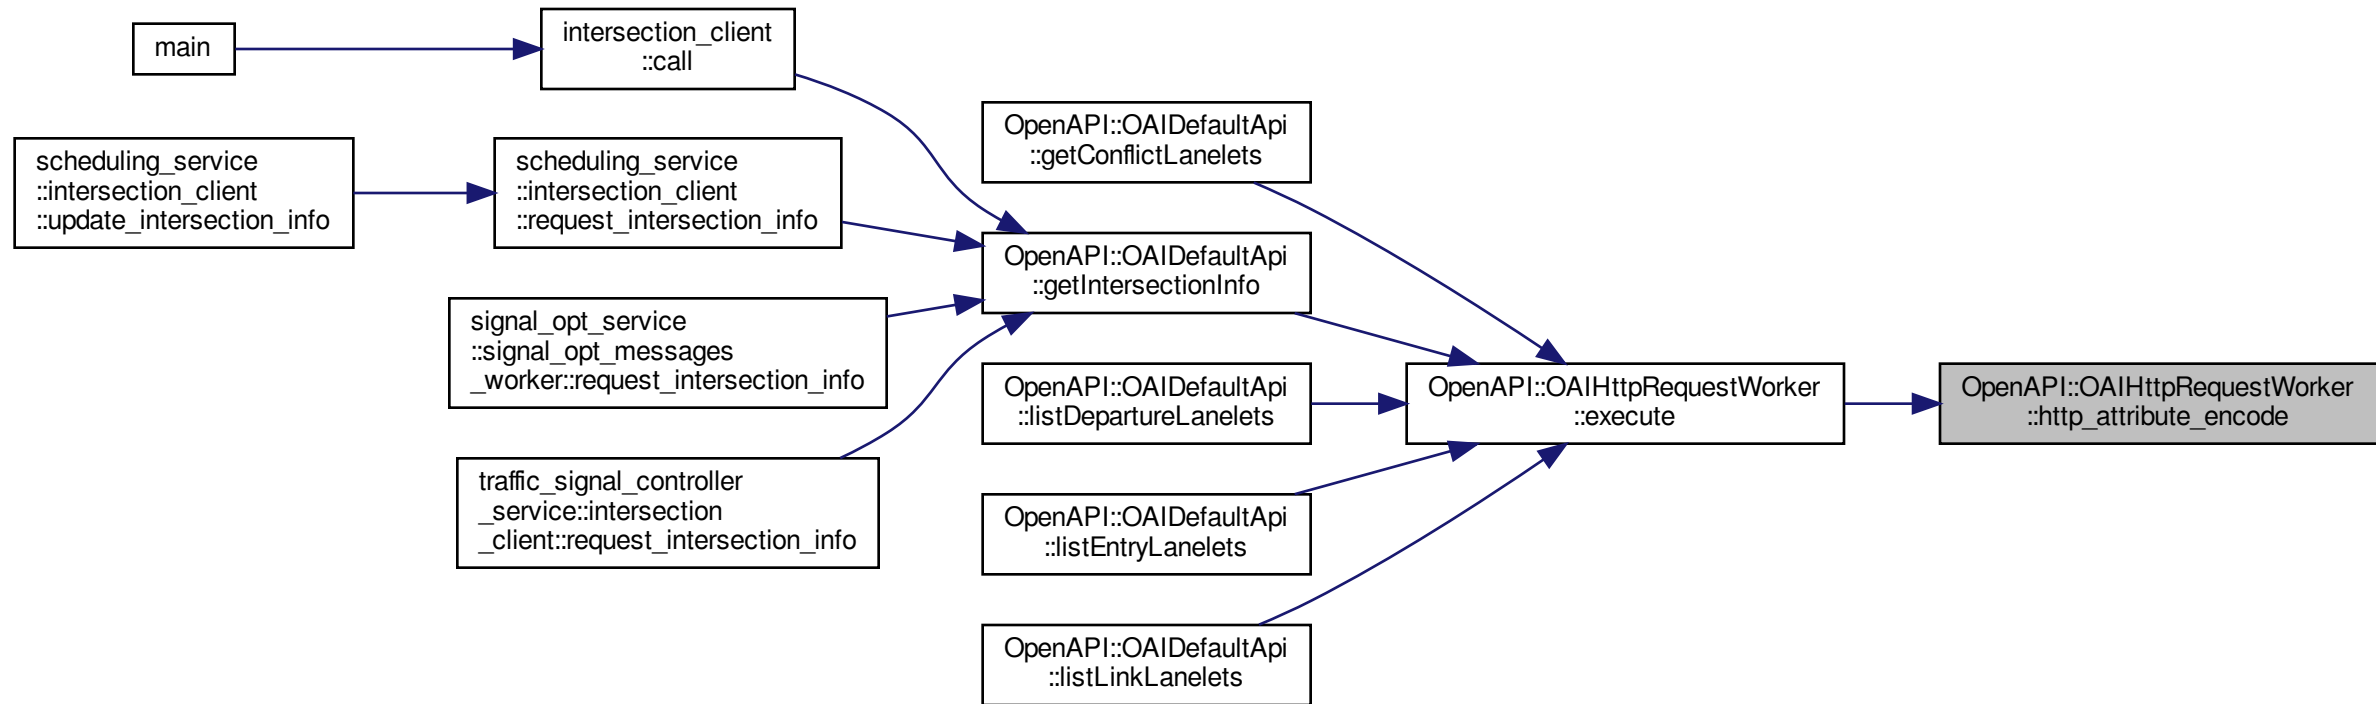 main
intersection_client
::call
scheduling_service
::intersection_client
::update_intersection_info
scheduling_service
::intersection_client
::request_intersection_info
signal_opt_service
::signal_opt_messages
_worker::request_intersection_info
traffic_signal_controller
_service::intersection
_client::request_intersection_info
OpenAPI::OAIDefaultApi
::getConflictLanelets
OpenAPI::OAIDefaultApi
::getIntersectionInfo
OpenAPI::OAIDefaultApi
::listDepartureLanelets
OpenAPI::OAIDefaultApi
::listEntryLanelets
OpenAPI::OAIDefaultApi
::listLinkLanelets
OpenAPI::OAIHttpRequestWorker
::execute
OpenAPI::OAIHttpRequestWorker
::http_attribute_encode